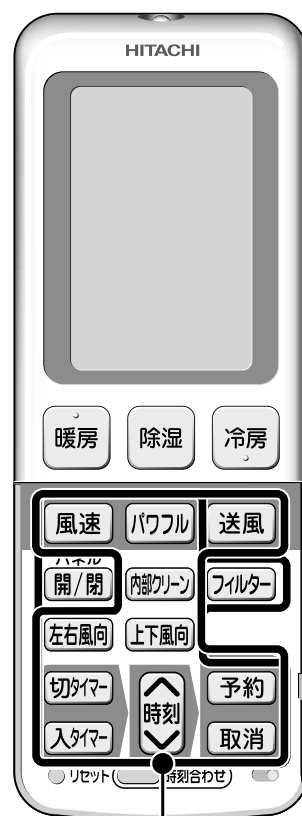 HITACHI
暖房 除湿 冷房
風速 パワフル 送風
パネル
開/閉 内部クリーン フィルター
左右風向 上下風向
切タイマー 予約
時刻
入タイマー 取消
リセット 時刻合わせ